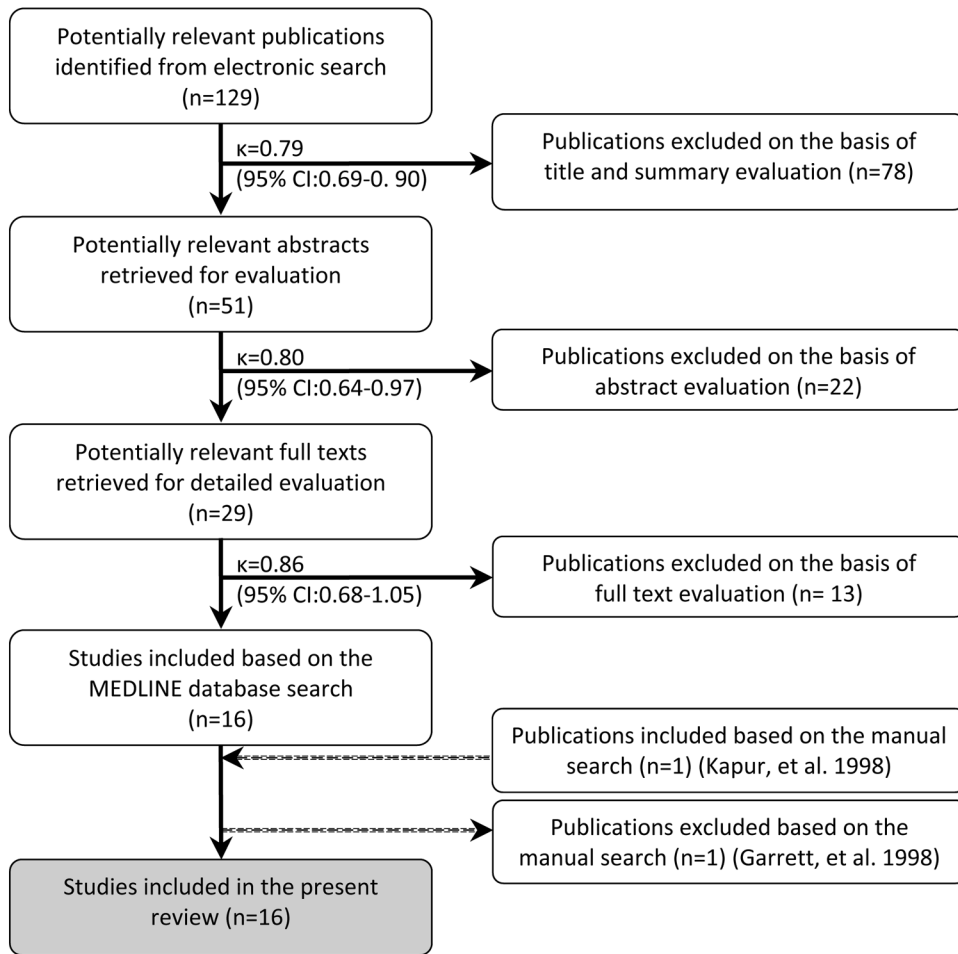 Potentially relevant publications
identified from electronic search
(n=129)
κ=0.79
(95% CI:0.69-0. 90)
Publications excluded on the basis of
title and summary evaluation (n=78)
Potentially relevant abstracts
retrieved for evaluation
(n=51)
κ=0.80
(95% CI:0.64-0.97)
Publications excluded on the basis of
abstract evaluation (n=22)
Potentially relevant full texts
retrieved for detailed evaluation
(n=29)
κ=0.86
(95% CI:0.68-1.05)
Publications excluded on the basis of
full text evaluation (n= 13)
Studies included based on the
MEDLINE database search
(n=16)
Publications included based on the manual
search (n=1) (Kapur, et al. 1998)
Publications excluded based on the
manual search (n=1) (Garrett, et al. 1998)
Studies included in the present
review (n=16)